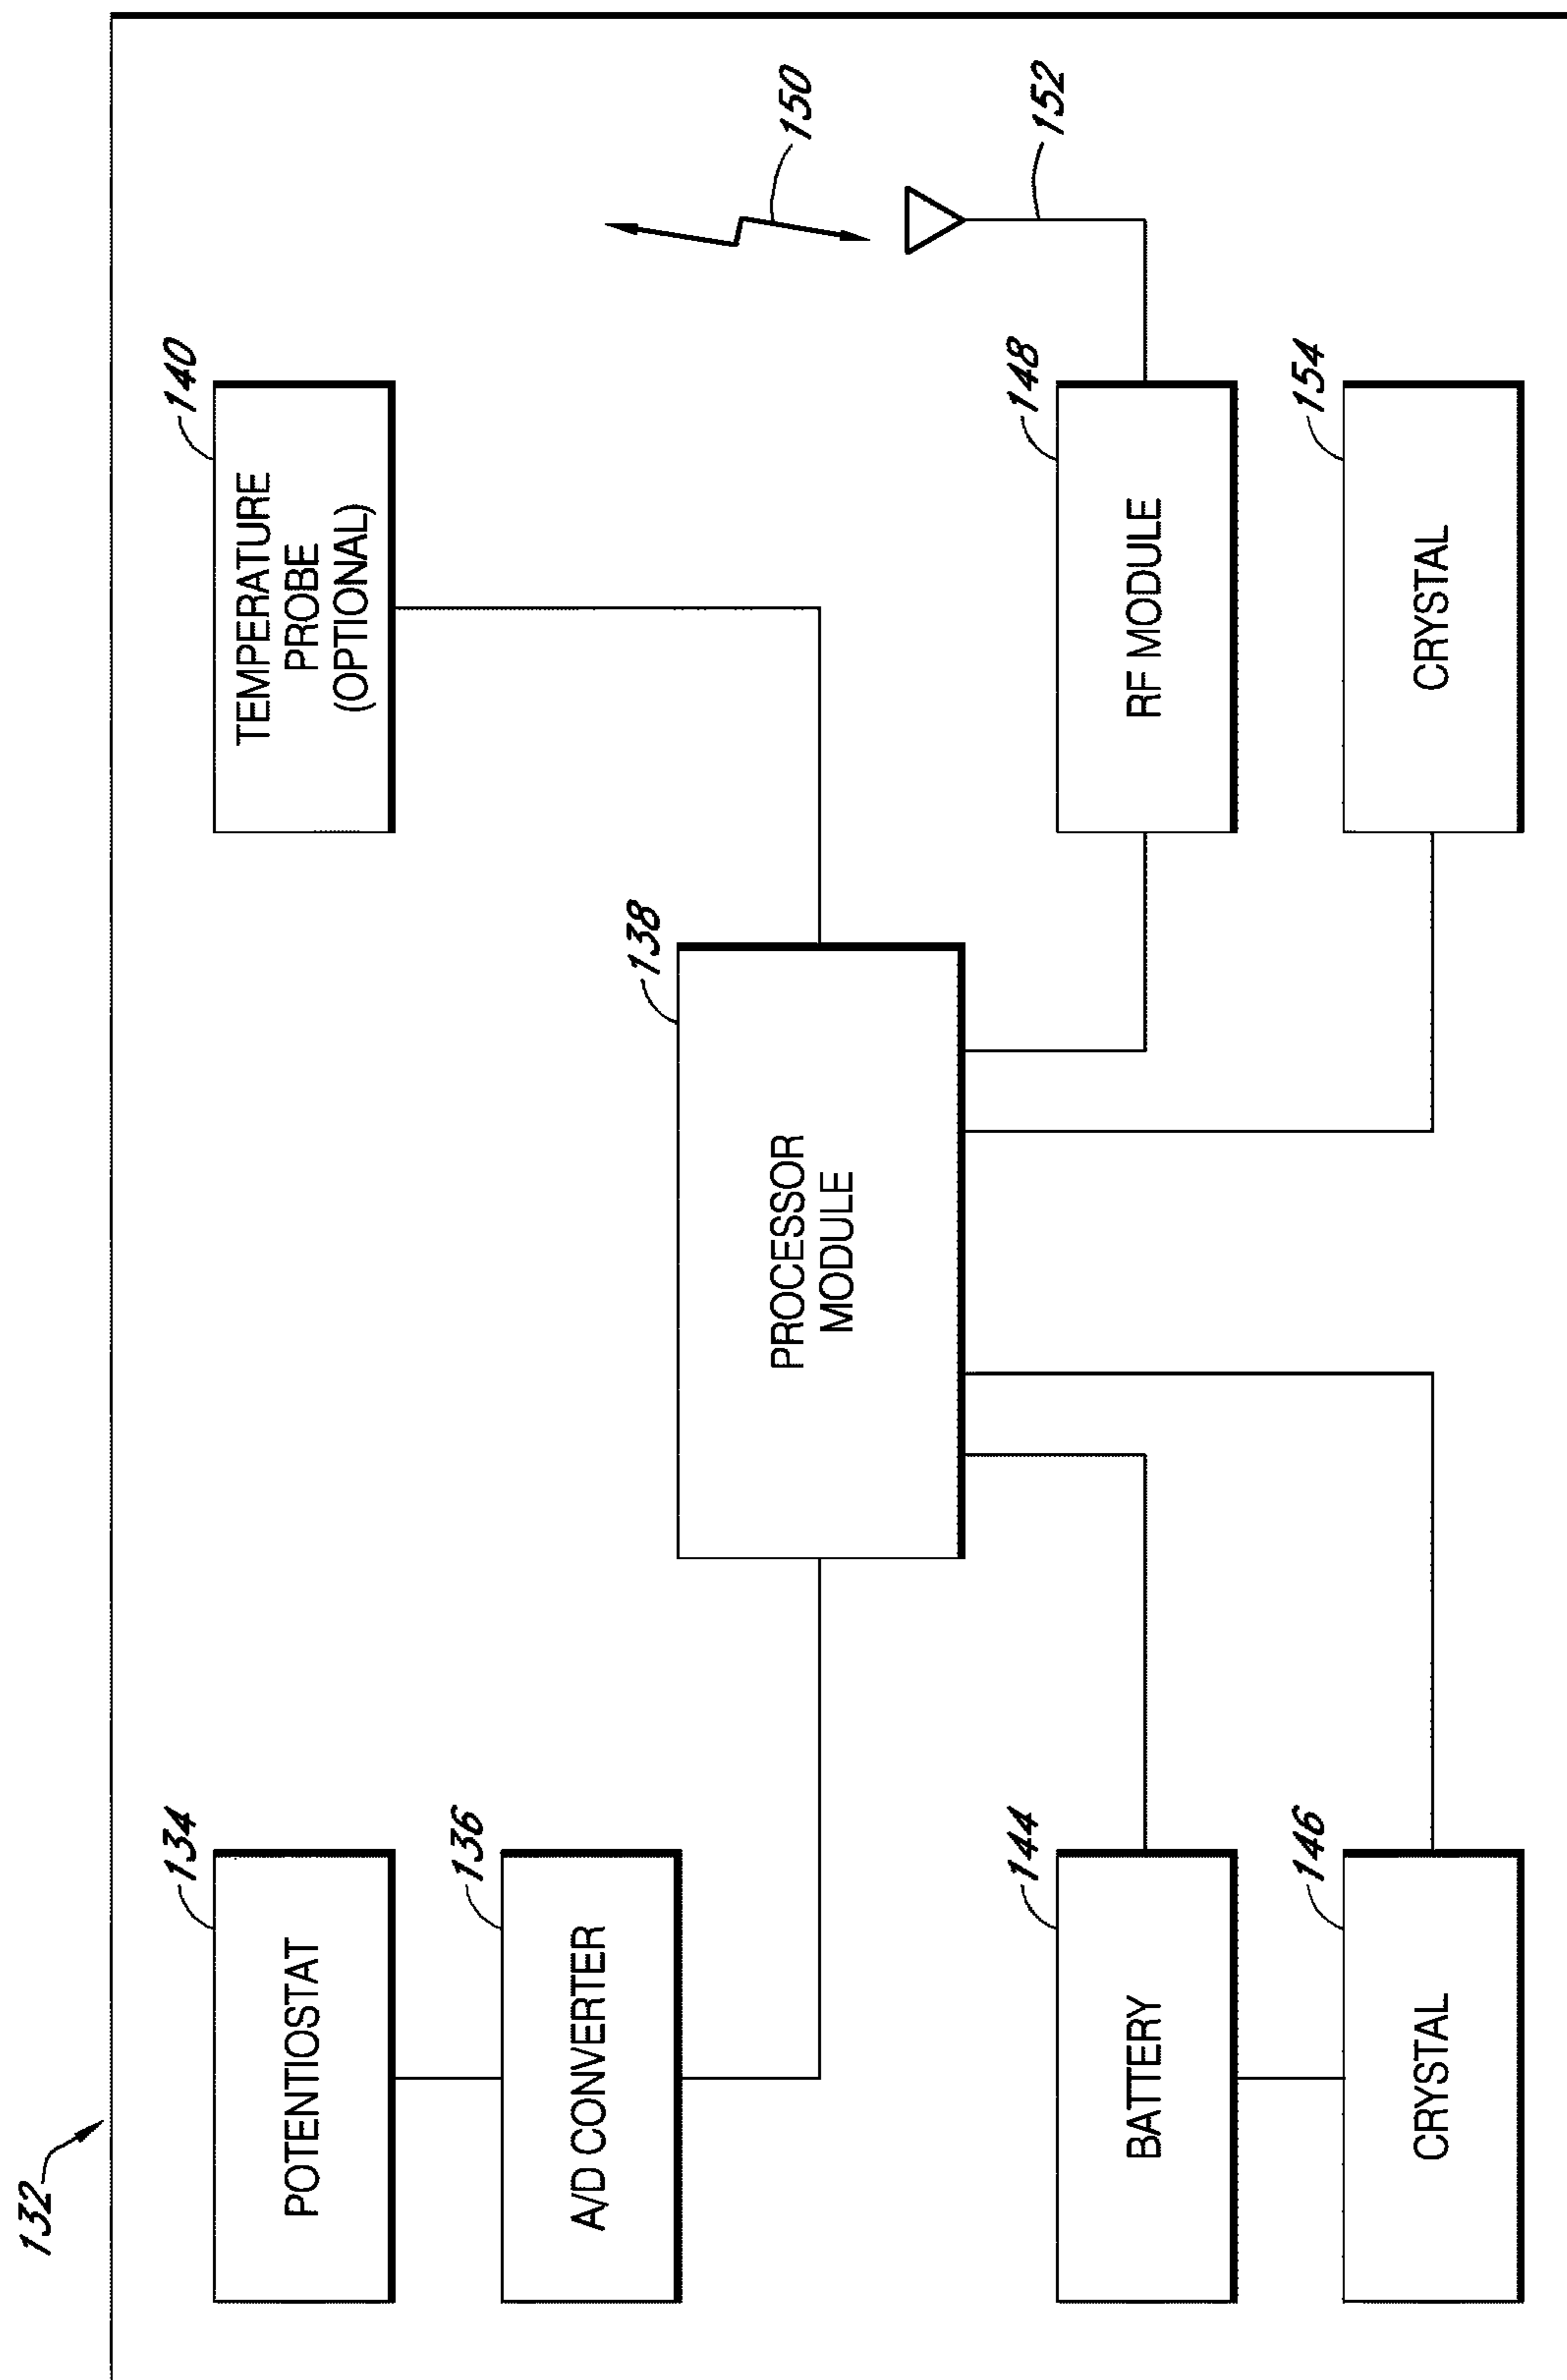 132
134
POTENTIOSTAT
136
A/D CONVERTER
138
PROCESSOR
MODULE
140
TEMPERATURE
PROBE
(OPTIONAL)
144
BATTERY
146
CRYSTAL
148
RF MODULE
150
152
154
CRYSTAL